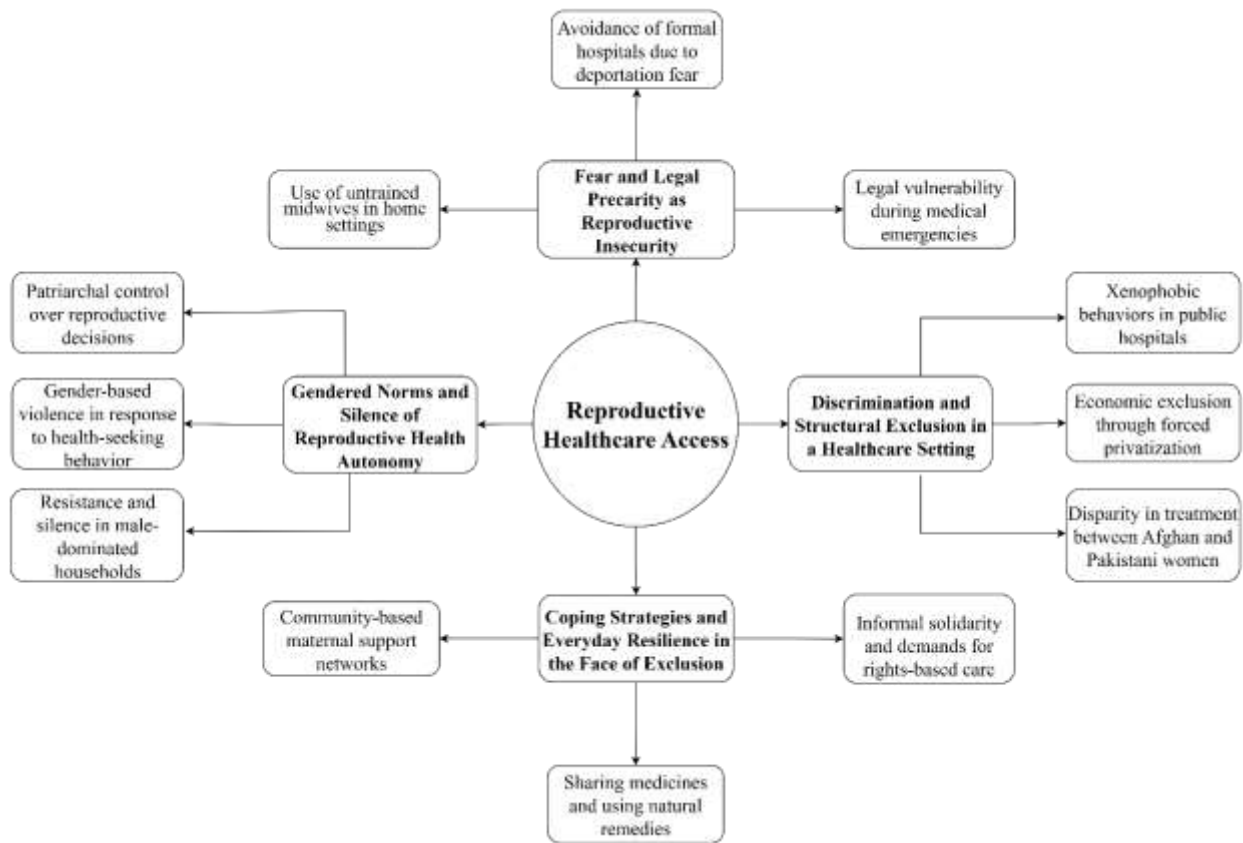 Avoidance of formal
hospitals due to
deportation fear
Fear and Legal
Precarity as
Reproductive
Insecurity
Use of untrained
midwives in home
settings
Legal vulnerability
during medical
emergencies
Patriarchal control
over reproductive
decisions
Gender-based
violence in response
to health-seeking
behavior
Resistance and
silence in male-
dominated
households
Gendered Norms and
Silence of
Reproductive Health
Autonomy
Reproductive
Healthcare Access
Discrimination and
Structural Exclusion in
a Healthcare Setting
Xenophobic
behaviors in public
hospitals
Economic exclusion
through forced
privatization
Disparity in treatment
between Afghan and
Pakistani women
Community-based
maternal support
networks
Coping Strategies and
Everyday Resilience in
the Face of Exclusion
Informal solidarity
and demands for
rights-based care
Sharing medicines
and using natural
remedies